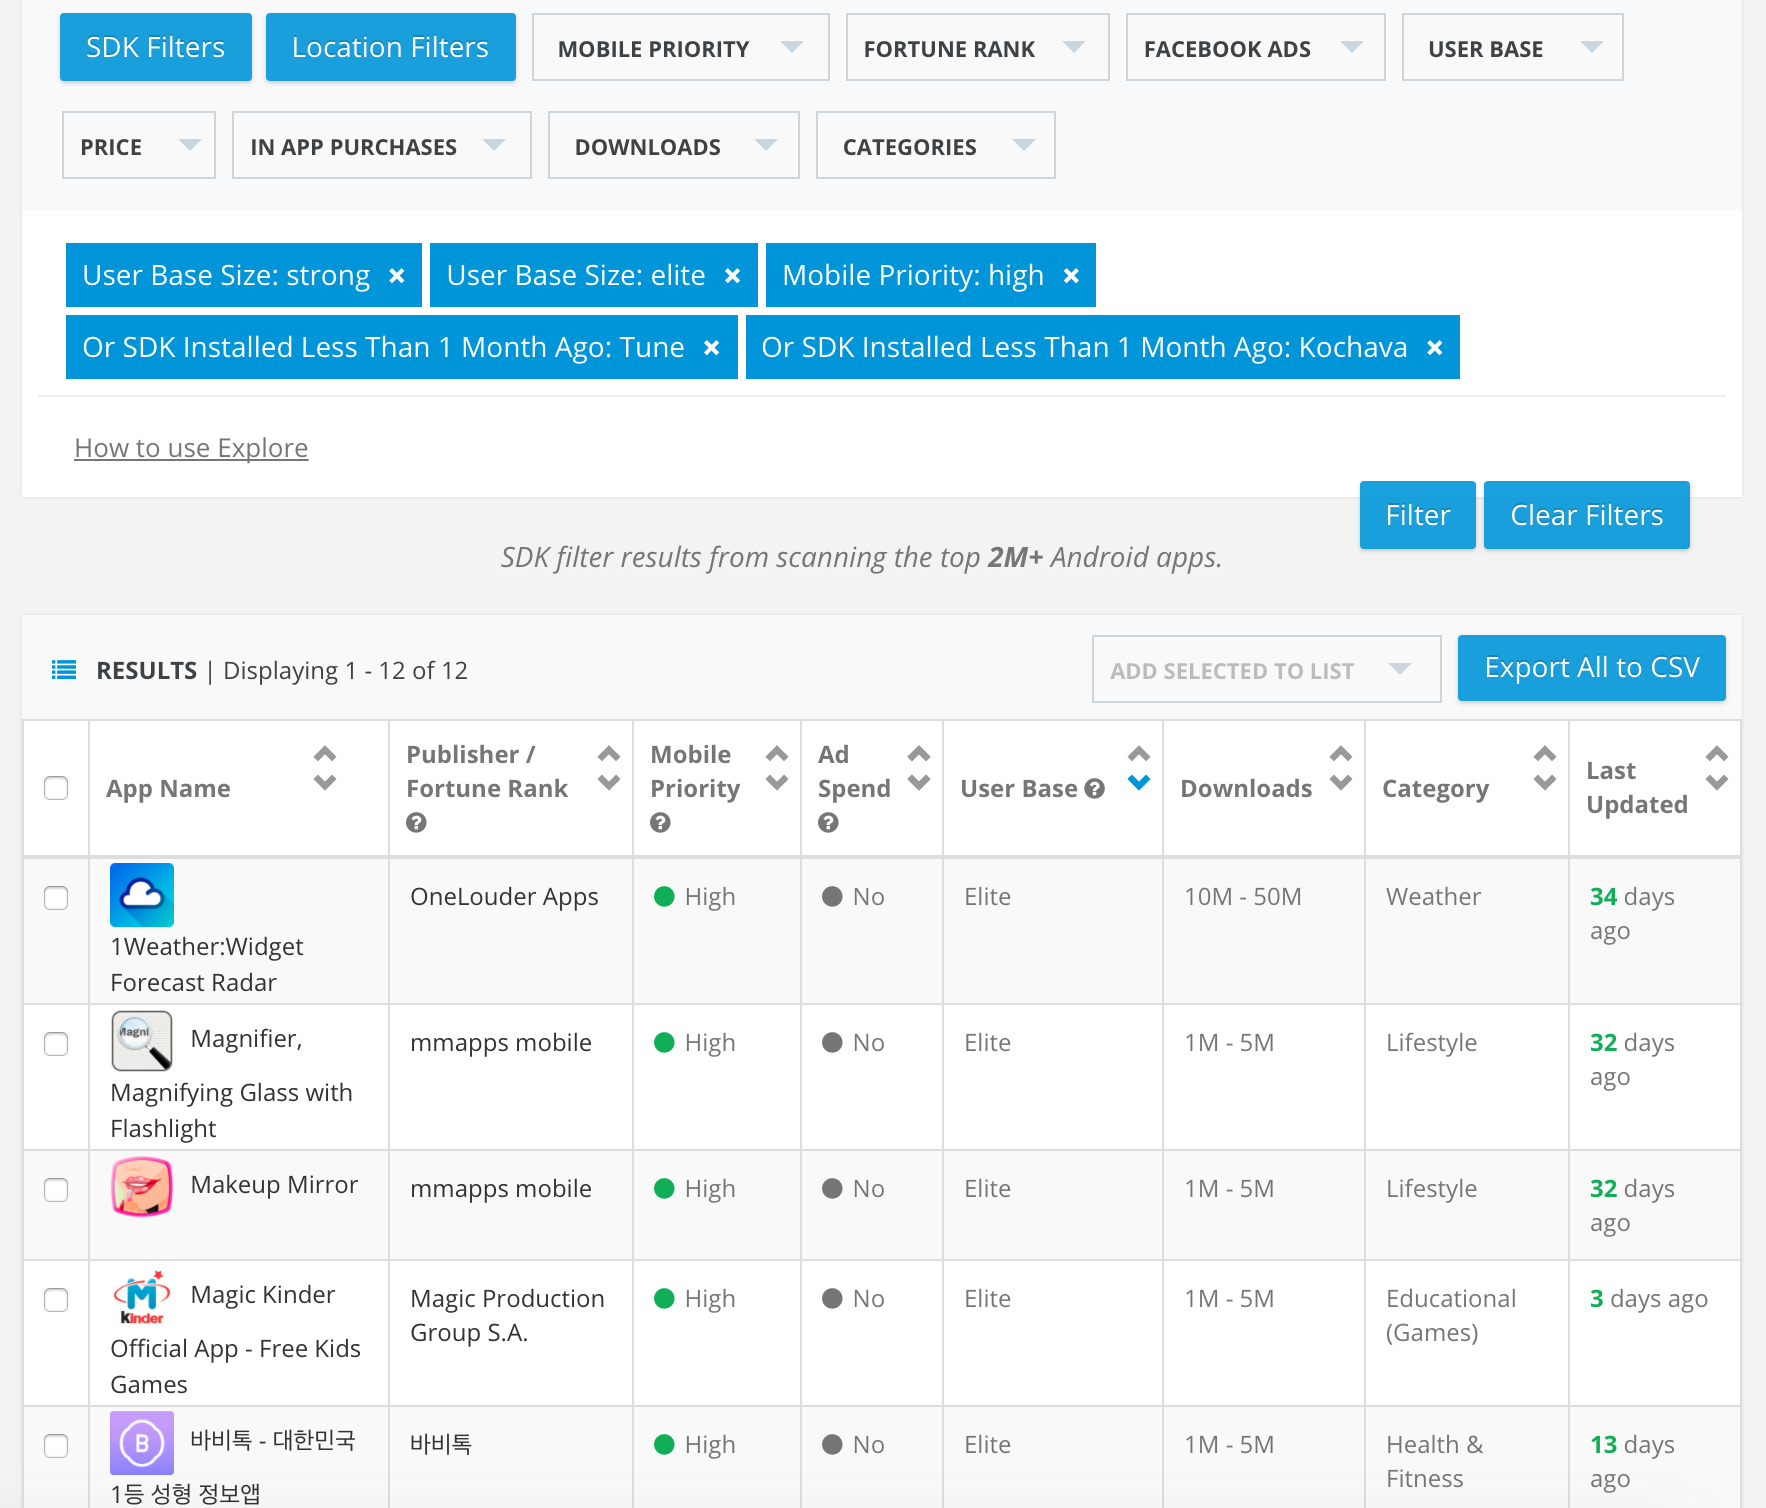 SDK Filters
Location Filters
MOBILE PRIORITY
FORTUNE RANK
FACEBOOK ADS
USER BASE
PRICE
IN APP PURCHASES
DOWNLOADS
CATEGORIES
User Base Size: strong ×
User Base Size: elite ×
Mobile Priority: high ×
Or SDK Installed Less Than 1 Month Ago: Tune ×
Or SDK Installed Less Than 1 Month Ago: Kochava ×
How to use Explore
Filter
Clear Filters
SDK filter results from scanning the top 2M+ Android apps.
RESULTS | Displaying 1 - 12 of 12
ADD SELECTED TO LIST
Export All to CSV
App Name
Publisher /
Fortune Rank
?
Mobile
Priority
?
Ad
Spend
?
User Base ?
Downloads
Category
Last
Updated
1Weather:Widget
Forecast Radar
OneLouder Apps
High
No
Elite
10M - 50M
Weather
34 days
ago
Magni
Magnifier,
Magnifying Glass with
Flashlight
mmapps mobile
High
No
Elite
1M - 5M
Lifestyle
32 days
ago
Makeup Mirror
mmapps mobile
High
No
Elite
1M - 5M
Lifestyle
32 days
ago
M
Kinder
Magic Kinder
Official App - Free Kids
Games
Magic Production
Group S.A.
High
No
Elite
1M - 5M
Educational
(Games)
3 days ago
B
바비톡 - 대한민국
1등 성형 정보앱
바비톡
High
No
Elite
1M - 5M
Health &
Fitness
13 days
ago